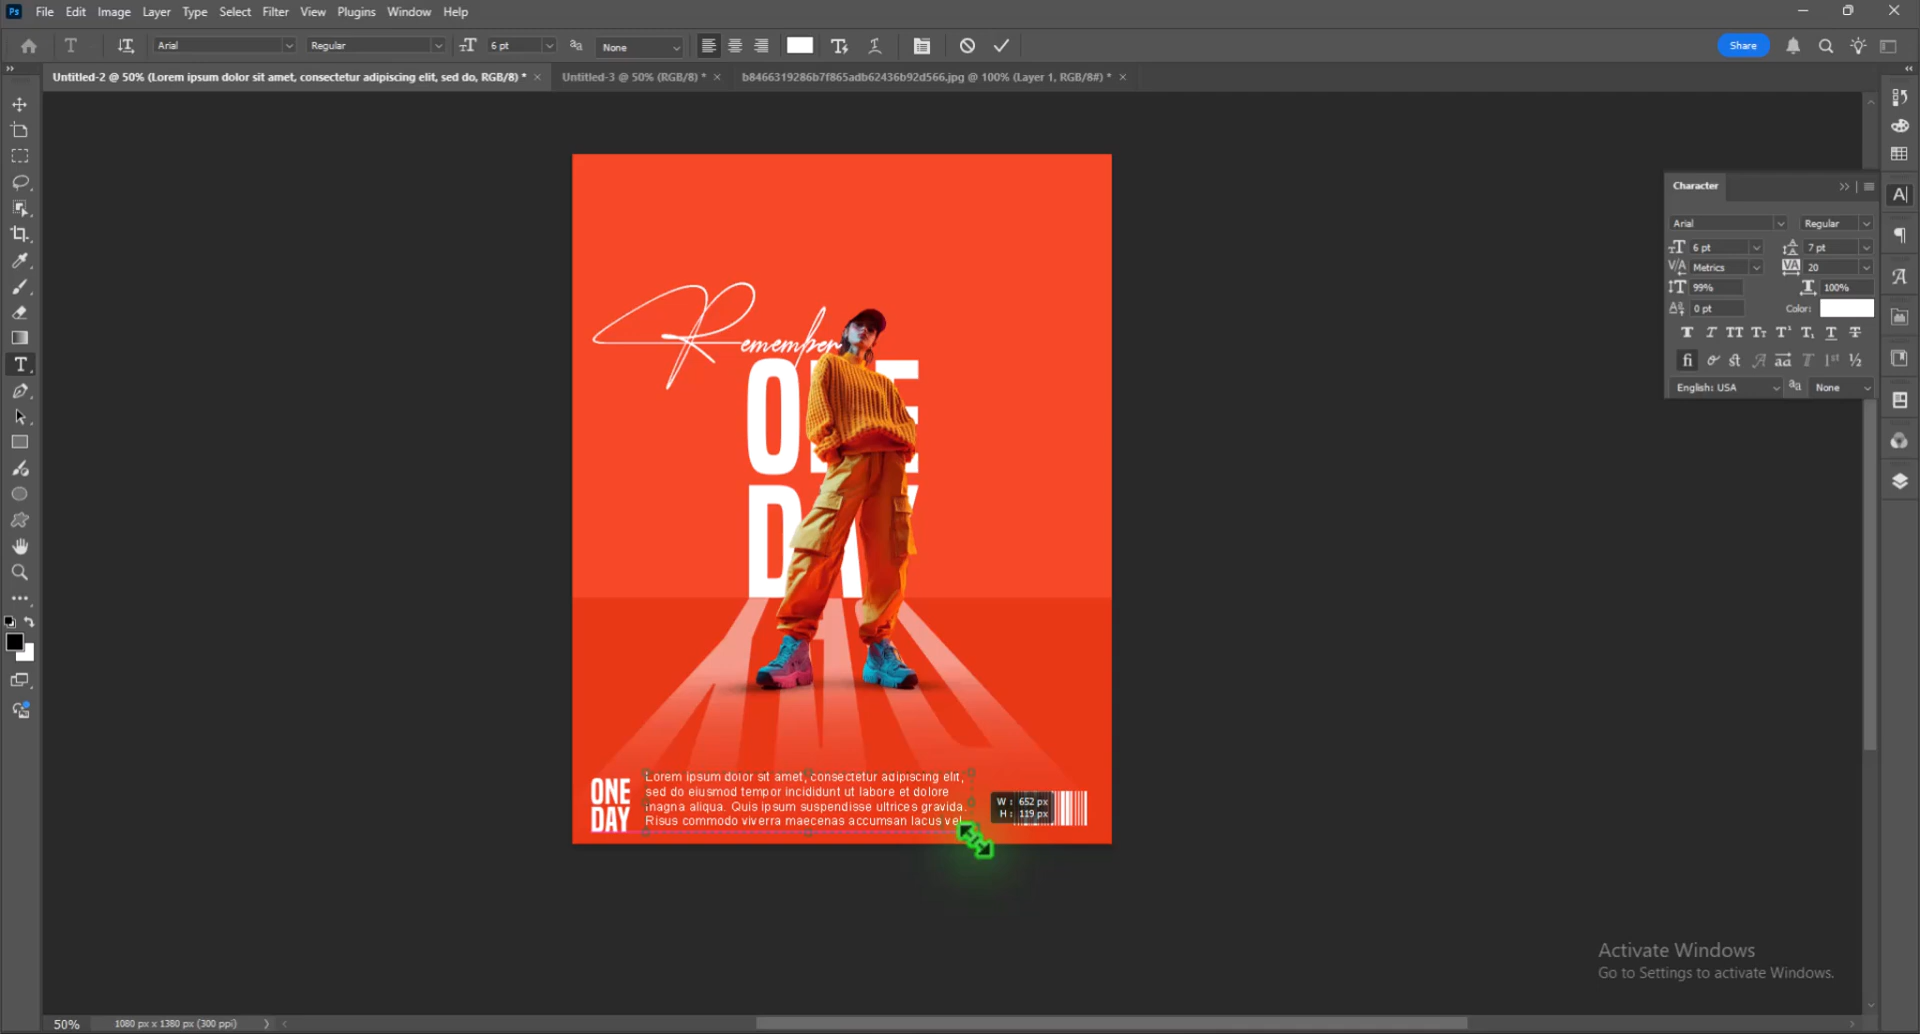 Ps File Edit Image Layer Type Select Filter View Plugins Window Help
Arial Regular 6 pt None Share
Untitled-2 @ 50% (Lorem ipsum dolor sit amet, consectetur adipiscing elit, sed do, RGB/8) * × Untitled-3 @ 50% (RGB/8) * × b8466319286b7f865adb62436b92d566.jpg @ 100% (Layer 1, RGB/8#) * ×
Character
Arial Regular
6 pt 7 pt
Metrics 20
99% 100%
0 pt Color:
English: USA None
Remember
ONE
DAY
ONE
DAY
Lorem ipsum dolor sit amet, consectetur adipiscing elit,
sed do eiusmod tempor incididunt ut labore et dolore
magna aliqua. Quis ipsum suspendisse ultrices gravida.
Risus commodo viverra maecenas accumsan lacus vel
W : 652 px
H : 119 px
Activate Windows
Go to Settings to activate Windows.
50% 1080 px x 1380 px (300 ppi)